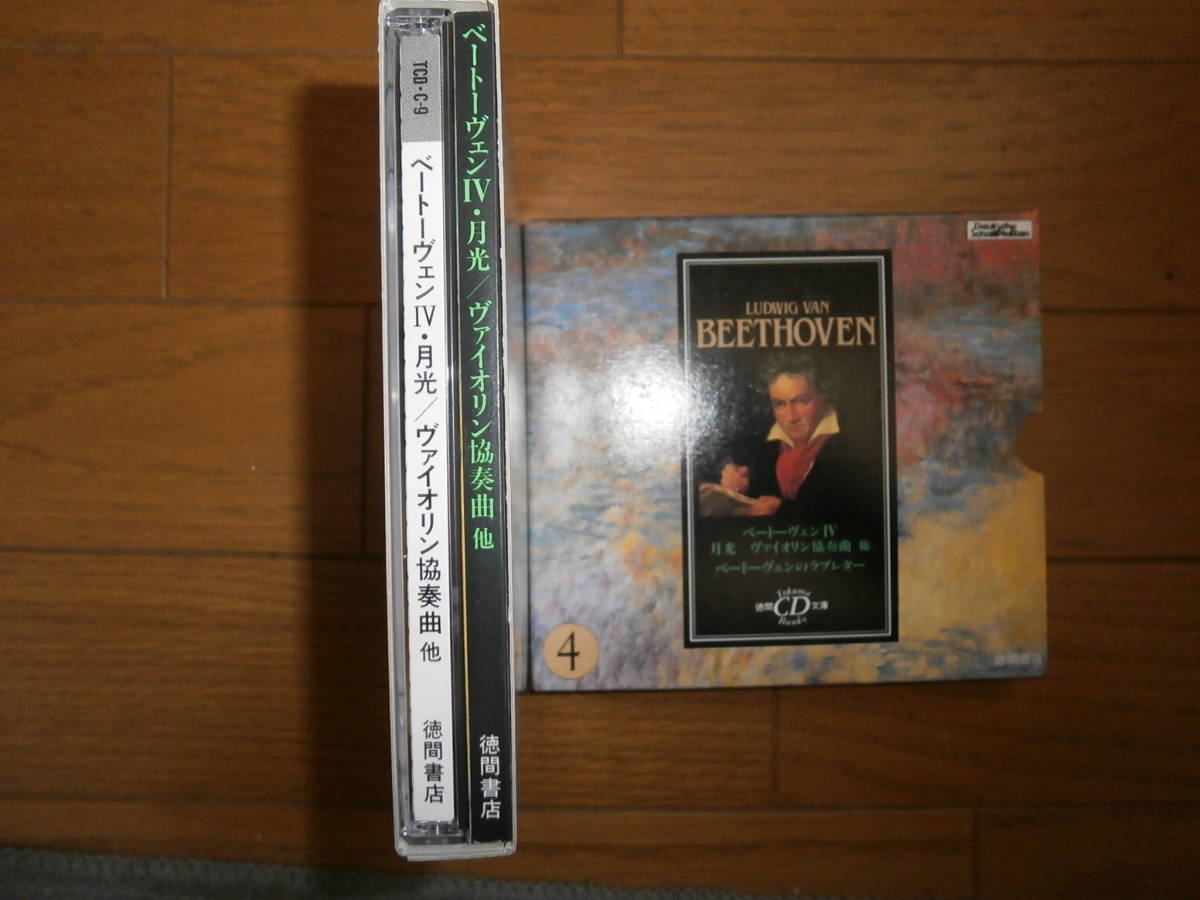 TCD・C-9
ベートーヴェンⅣ・月光／ヴァイオリン協奏曲 他
徳間書店
ベートーヴェンⅣ・月光／ヴァイオリン協奏曲 他
徳間書店
Deutsche
Schallplatten
LUDWIG VAN
BEETHOVEN
ベートーヴェンⅣ
月光 ヴァイオリン協奏曲 他
ベートーヴェンのラブレター
Tokuma
徳間CD文庫
Books
4